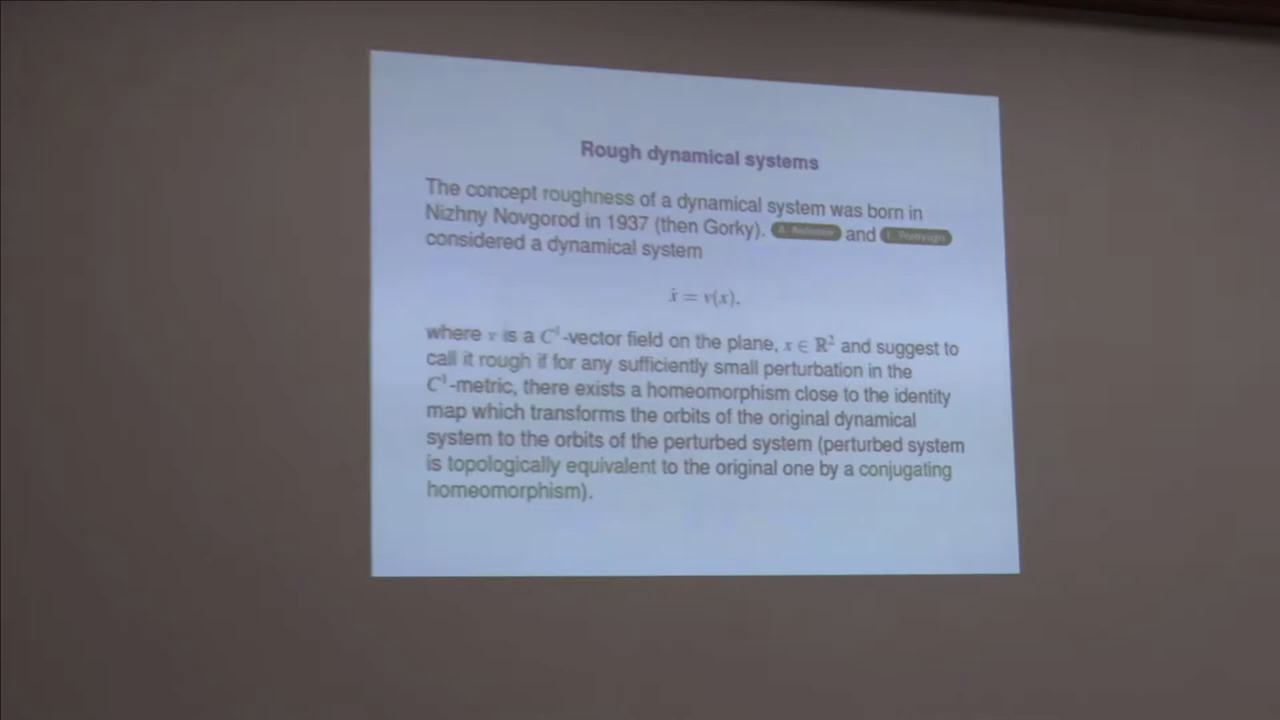 Rough dynamical systems
The concept roughness of a dynamical system was born in
Nizhny Novgorod in 1937 (then Gorky). A. Andronov and L. Pontryagin
considered a dynamical system
ẋ = v(x),
where v is a C¹-vector field on the plane, x ∈ ℝ² and suggest to
call it rough if for any sufficiently small perturbation in the
C¹-metric, there exists a homeomorphism close to the identity
map which transforms the orbits of the original dynamical
system to the orbits of the perturbed system (perturbed system
is topologically equivalent to the original one by a conjugating
homeomorphism).